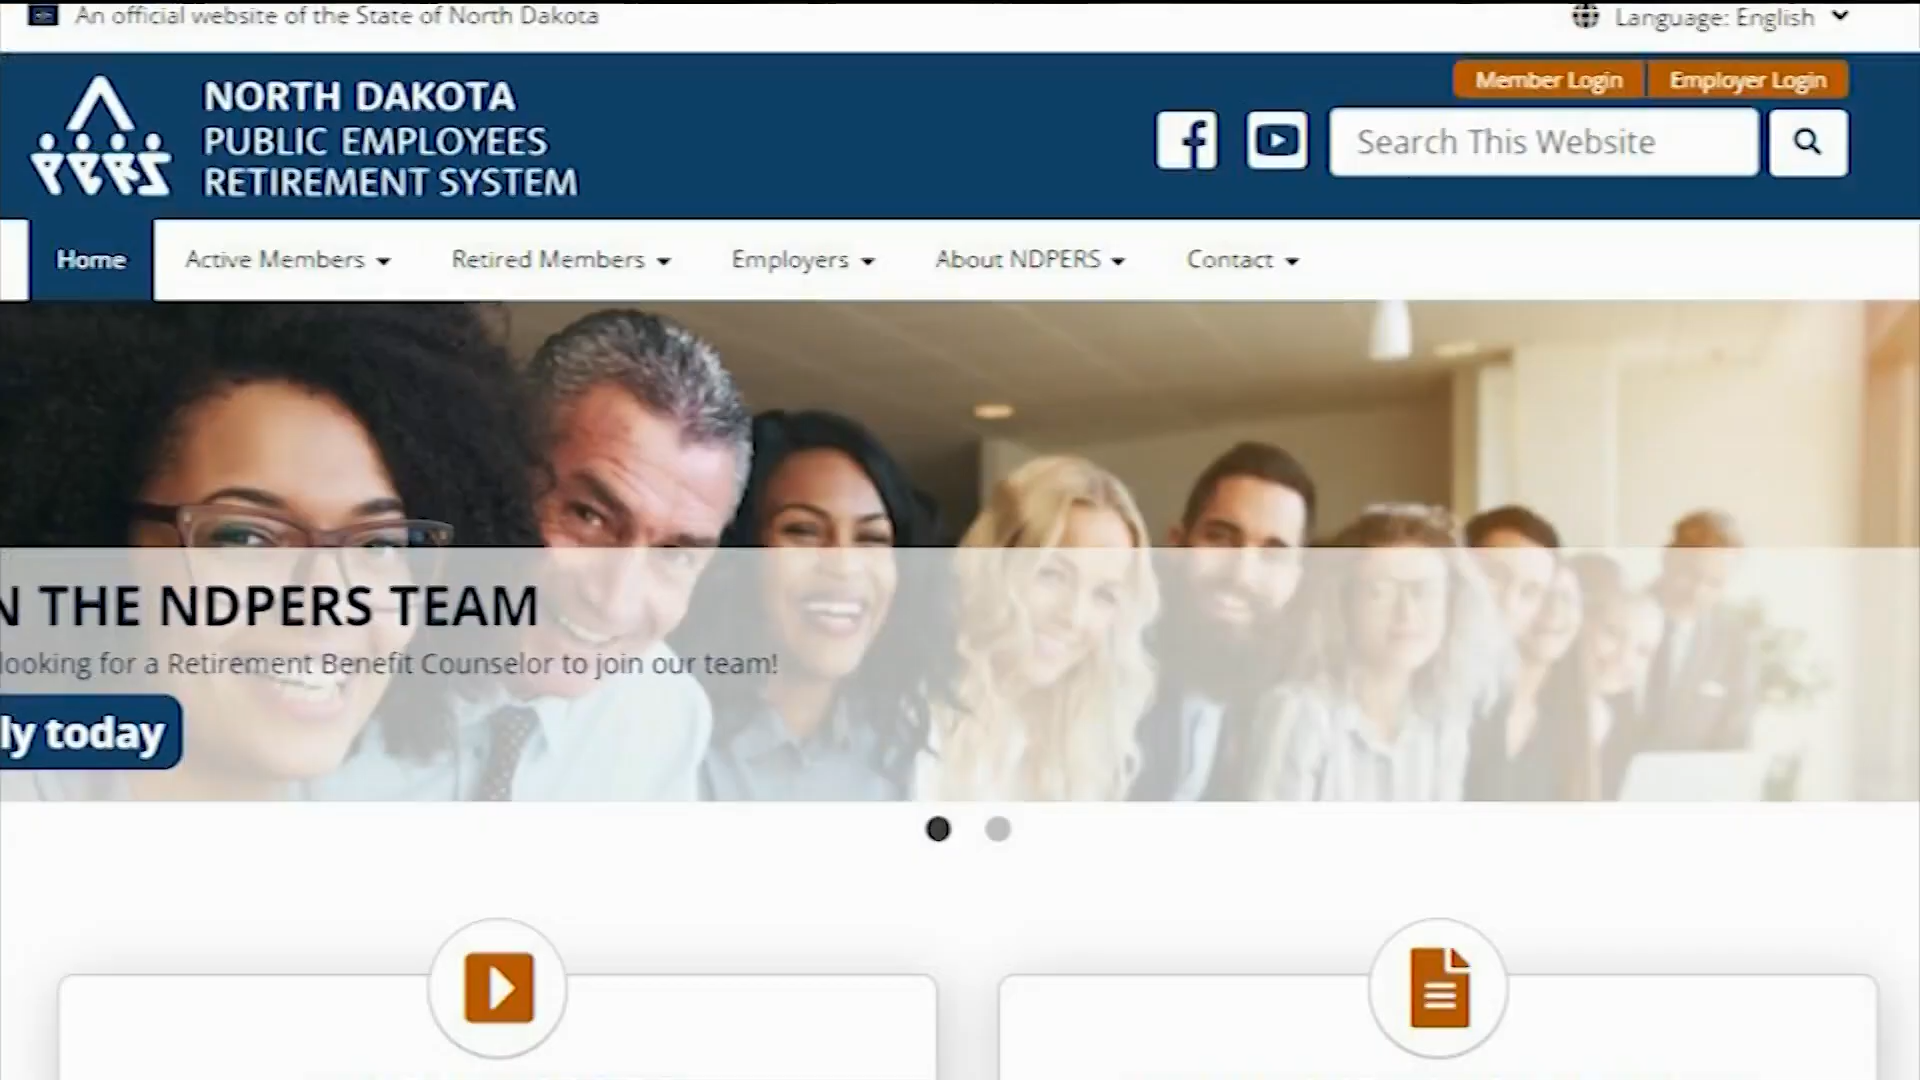 An official website of the State of North Dakota
Language: English
Member Login
Employer Login
PERS
NORTH DAKOTA
PUBLIC EMPLOYEES
RETIREMENT SYSTEM
Search This Website
Home
Active Members
Retired Members
Employers
About NDPERS
Contact
N THE NDPERS TEAM
looking for a Retirement Benefit Counselor to join our team!
ly today